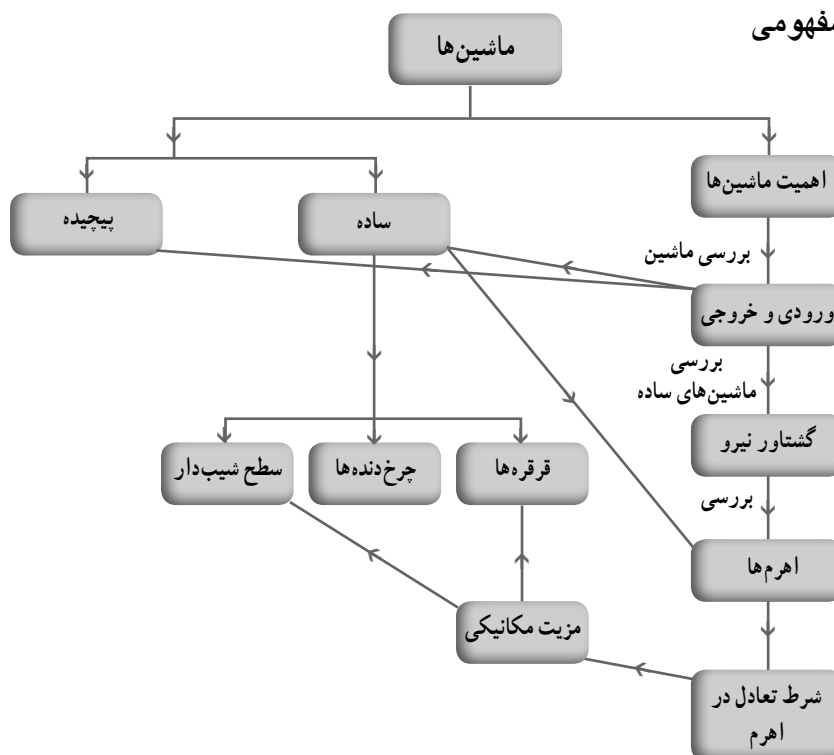 مفهومی
ماشین‌ها
اهمیت ماشین‌ها
ساده
پیچیده
بررسی ماشین
ورودی و خروجی
بررسی
ماشین‌های ساده
گشتاور نیرو
قرقره‌ها
چرخ‌دنده‌ها
سطح شیب‌دار
بررسی
اهرم‌ها
مزیت مکانیکی
شرط تعادل در
اهرم